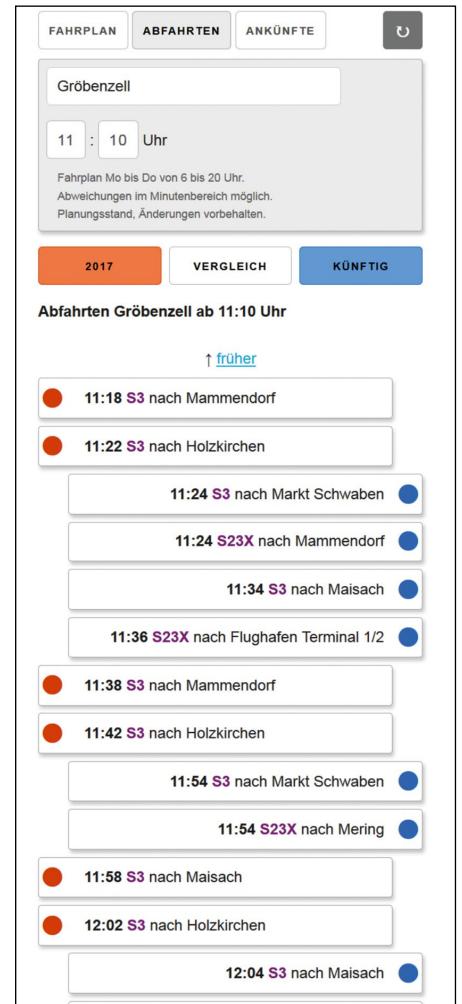 FAHRPLAN ABFAHRTEN ANKÜNFTE ↻
Gröbenzell
11 : 10 Uhr
Fahrplan Mo bis Do von 6 bis 20 Uhr.
Abweichungen im Minutenbereich möglich.
Planungsstand, Änderungen vorbehalten.
2017 VERGLEICH KÜNFTIG
Abfahrten Gröbenzell ab 11:10 Uhr
↑ früher
11:18 S3 nach Mammendorf
11:22 S3 nach Holzkirchen
11:24 S3 nach Markt Schwaben
11:24 S23X nach Mammendorf
11:34 S3 nach Maisach
11:36 S23X nach Flughafen Terminal 1/2
11:38 S3 nach Mammendorf
11:42 S3 nach Holzkirchen
11:54 S3 nach Markt Schwaben
11:54 S23X nach Mering
11:58 S3 nach Maisach
12:02 S3 nach Holzkirchen
12:04 S3 nach Maisach